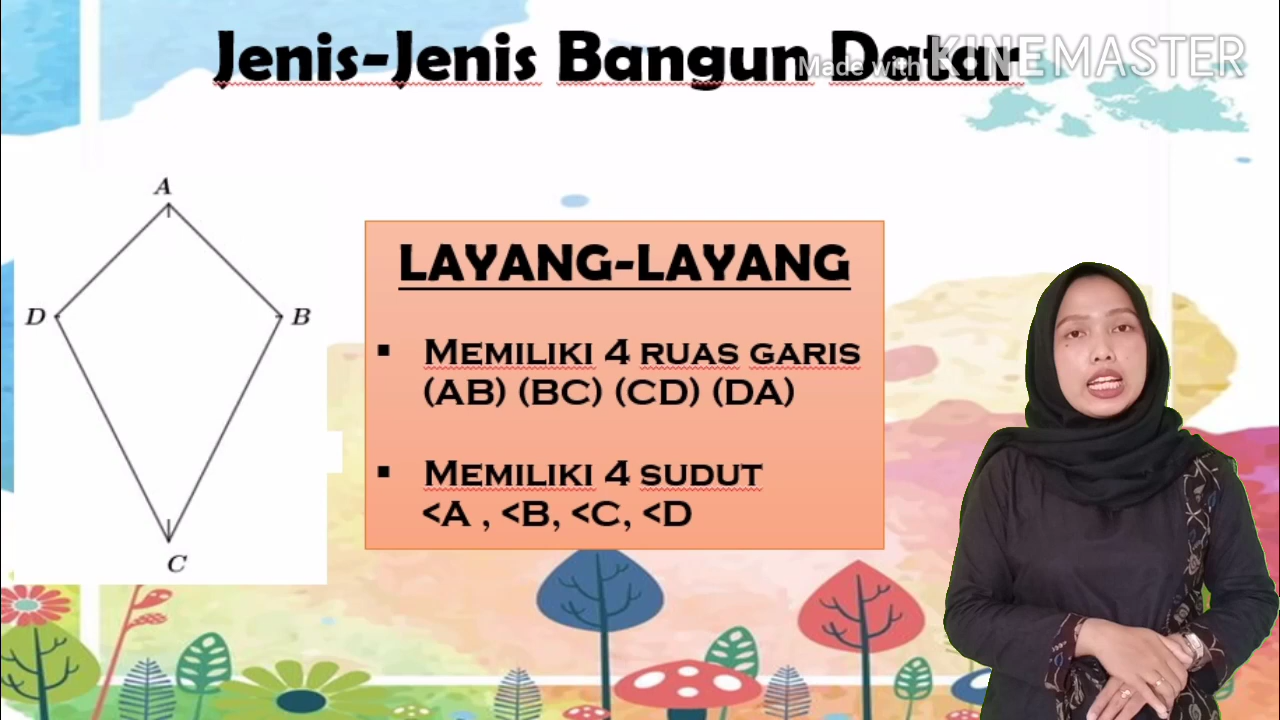 Jenis-Jenis Bangun Datar
Made with KINEMASTER
A
D
B
C
LAYANG-LAYANG
▪ MEMILIKI 4 RUAS GARIS
(AB) (BC) (CD) (DA)
▪ MEMILIKI 4 SUDUT
<A , <B, <C, <D